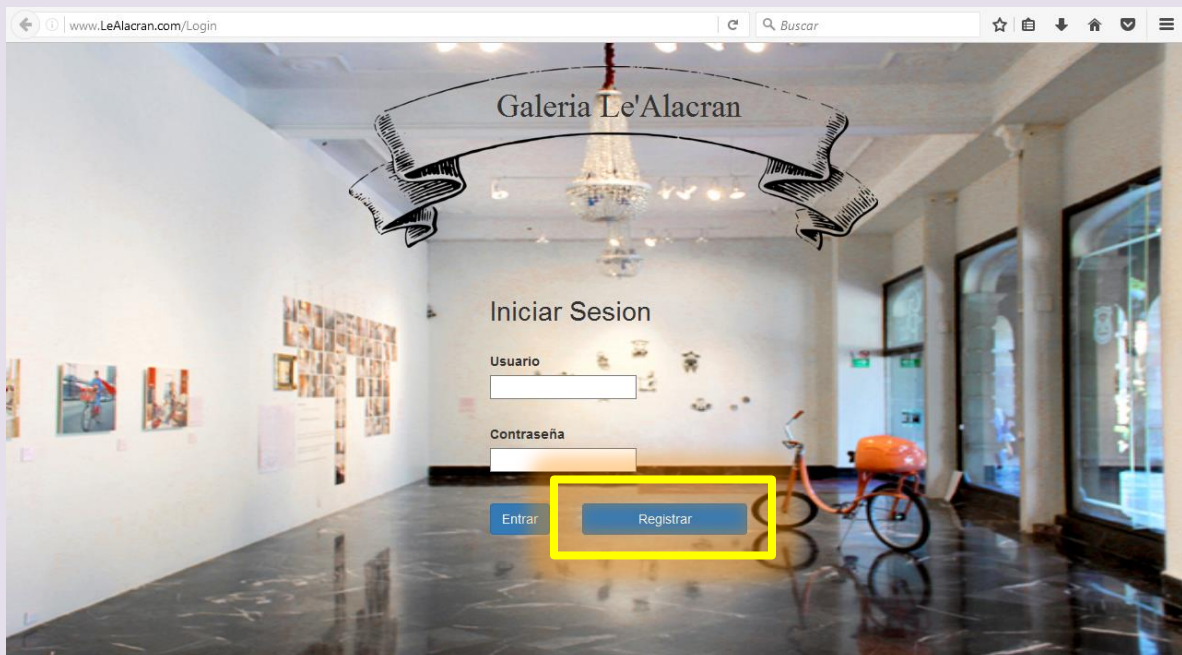 www.LeAlacran.com/Login
Buscar
Galeria Le'Alacran
Iniciar Sesion
Usuario
Contraseña
Entrar Registrar